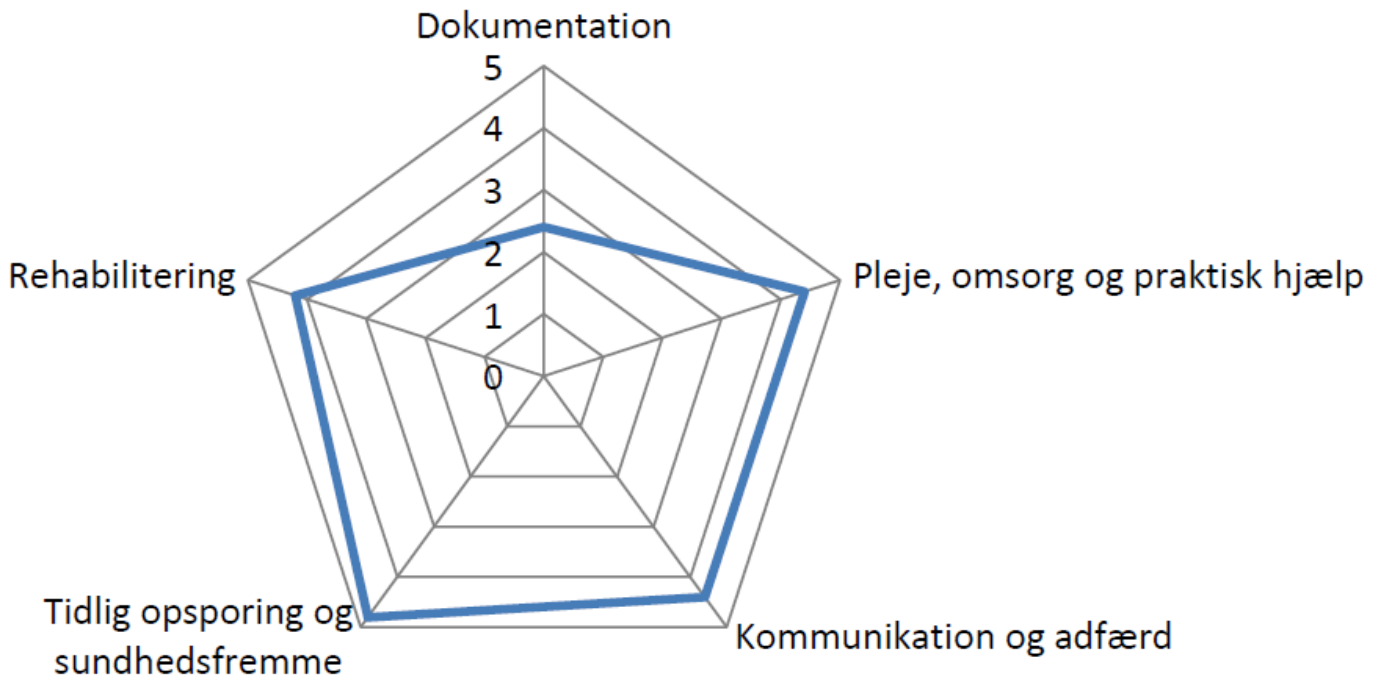 Dokumentation
5
4
3
2
1
0
Rehabilitering
Pleje, omsorg og praktisk hjælp
Tidlig opsporing og
sundhedsfremme
Kommunikation og adfærd